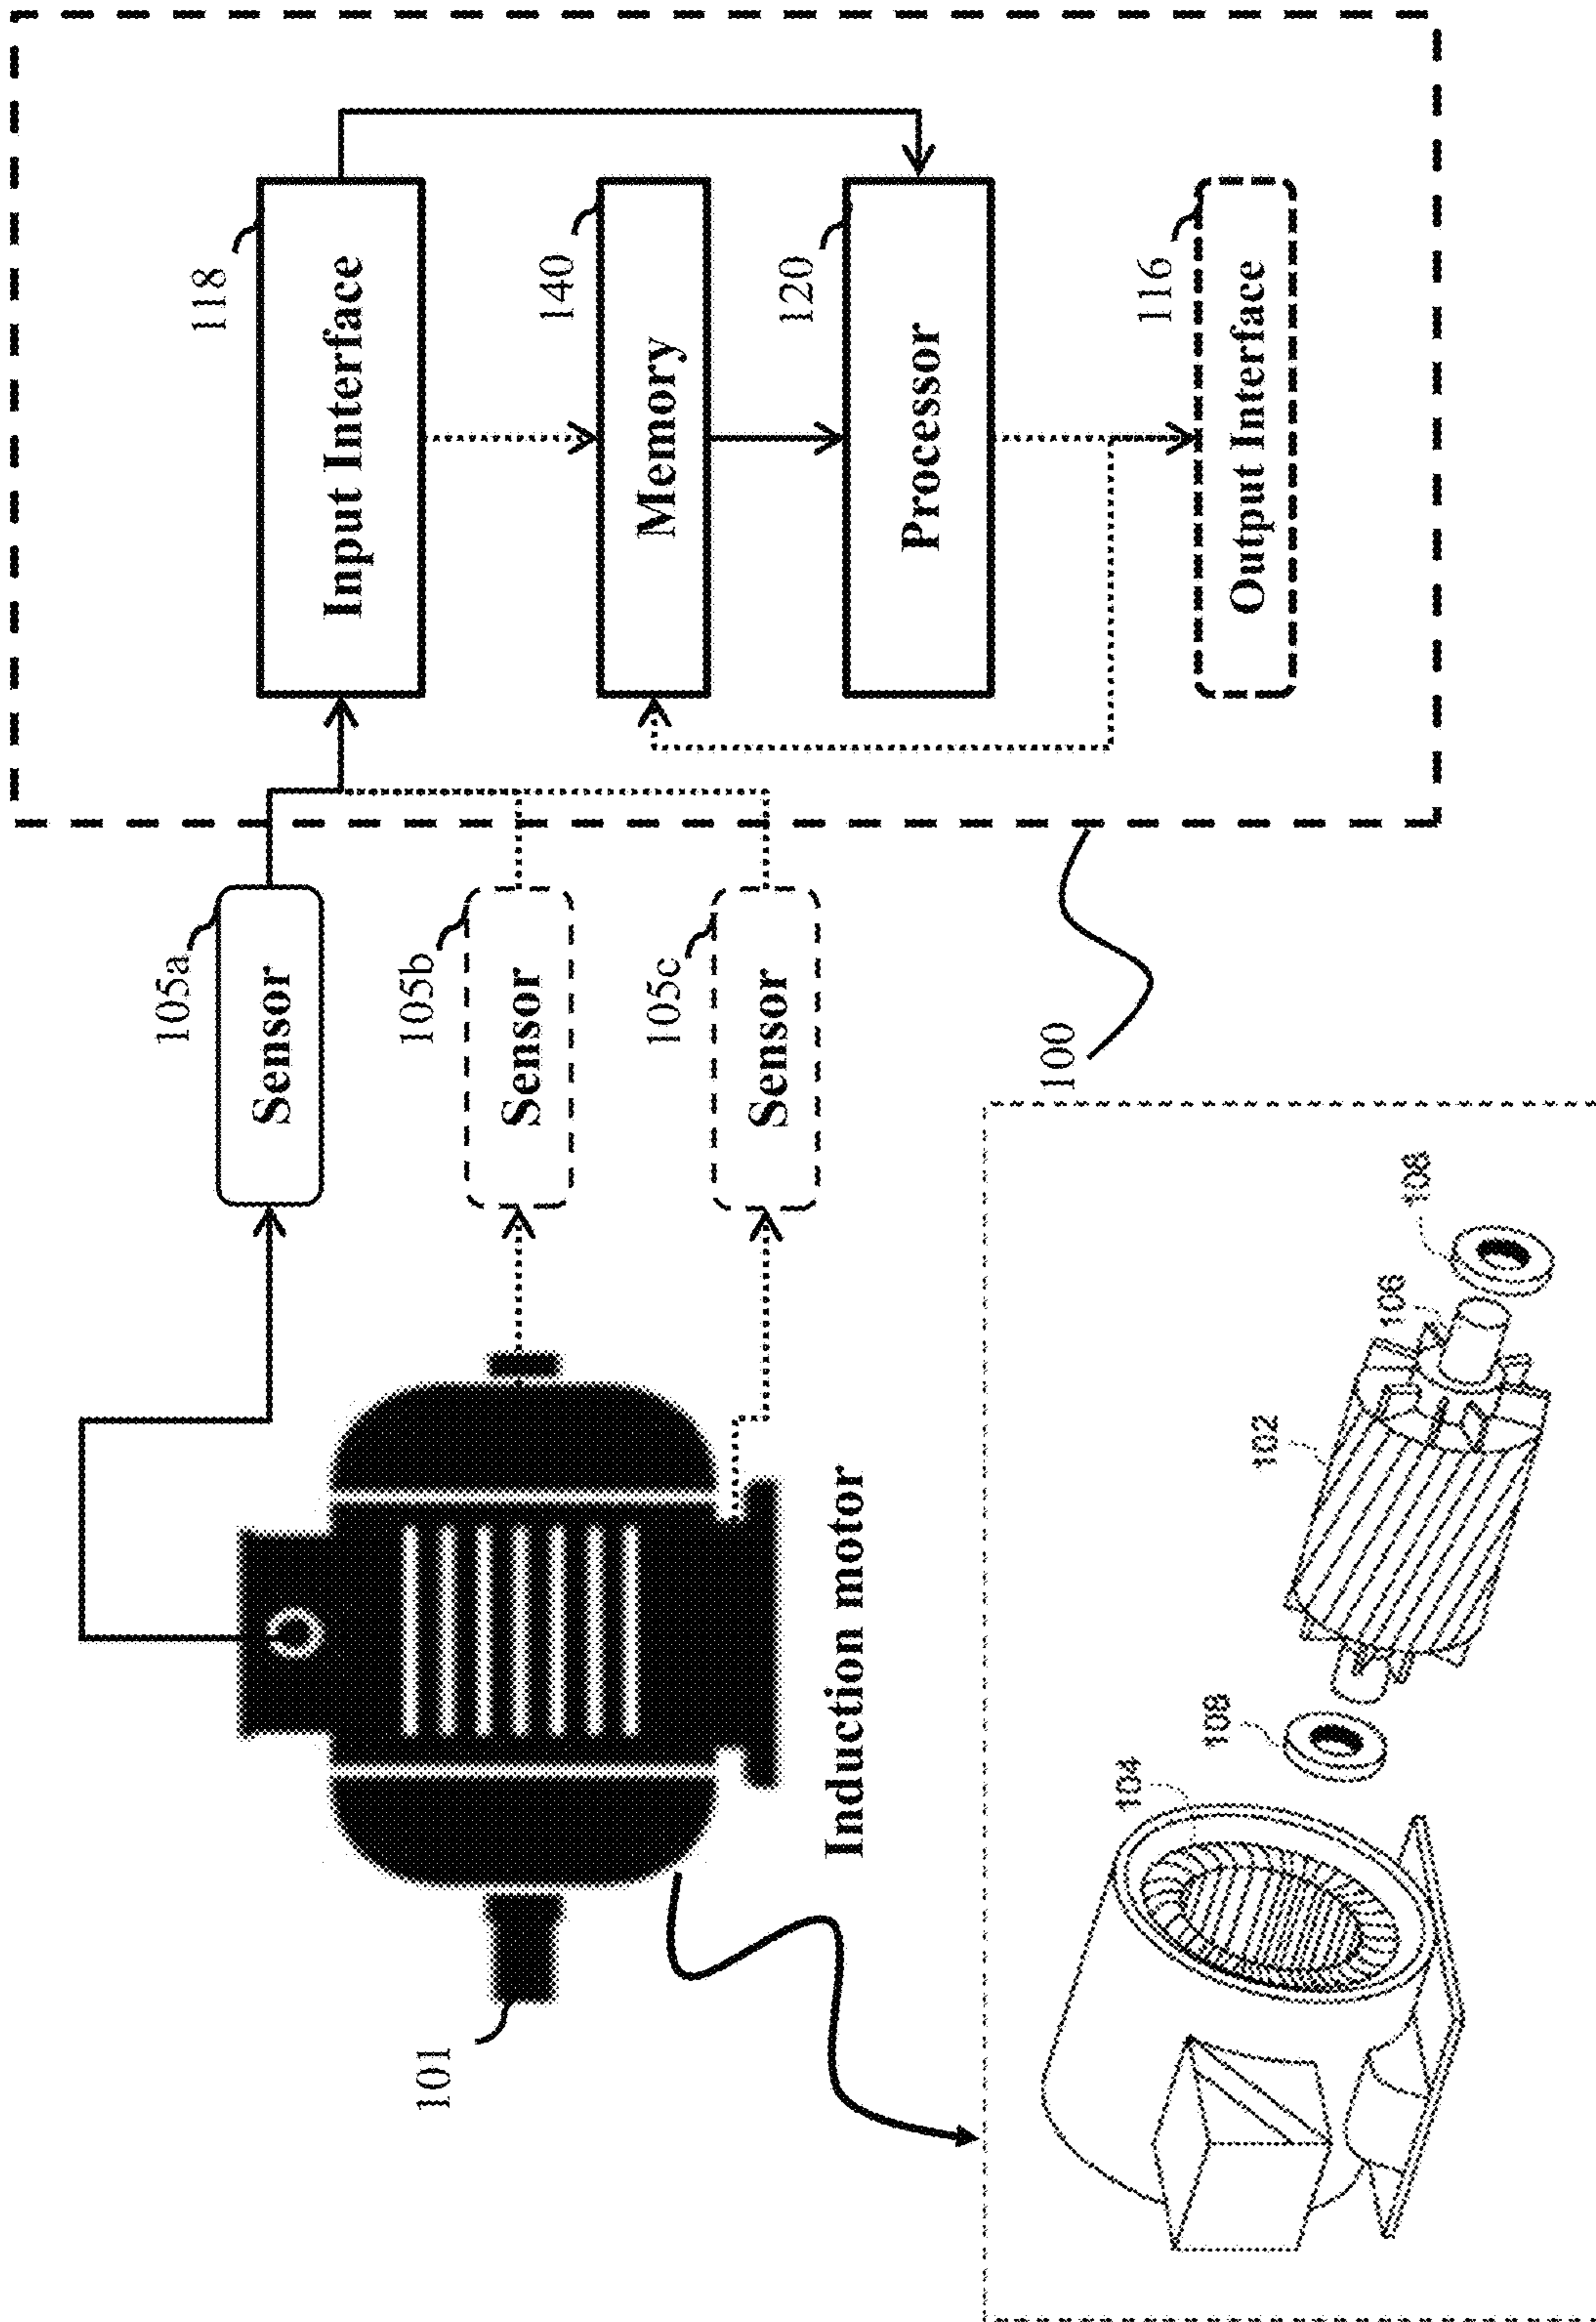 101
Induction motor
105a
Sensor
105b
Sensor
105c
Sensor
118
Input Interface
140
Memory
120
Processor
116
Output Interface
100
104
108
102
106
108